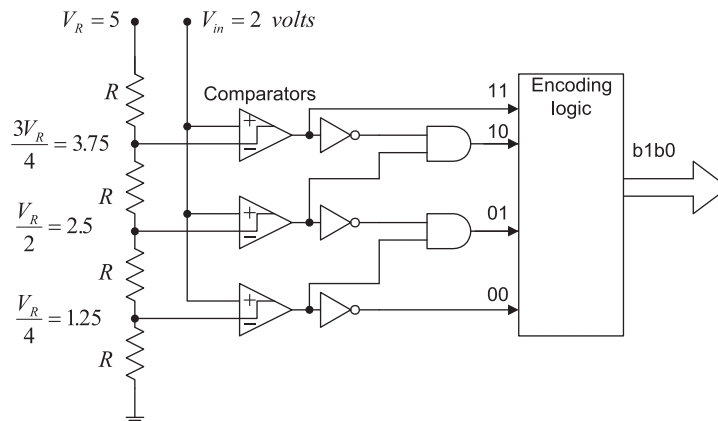 V_R = 5
V_in = 2 volts
R
Comparators
11
Encoding logic
3V_R/4 = 3.75
+
−
10
b1b0
R
V_R/2 = 2.5
+
−
01
R
V_R/4 = 1.25
+
−
00
R